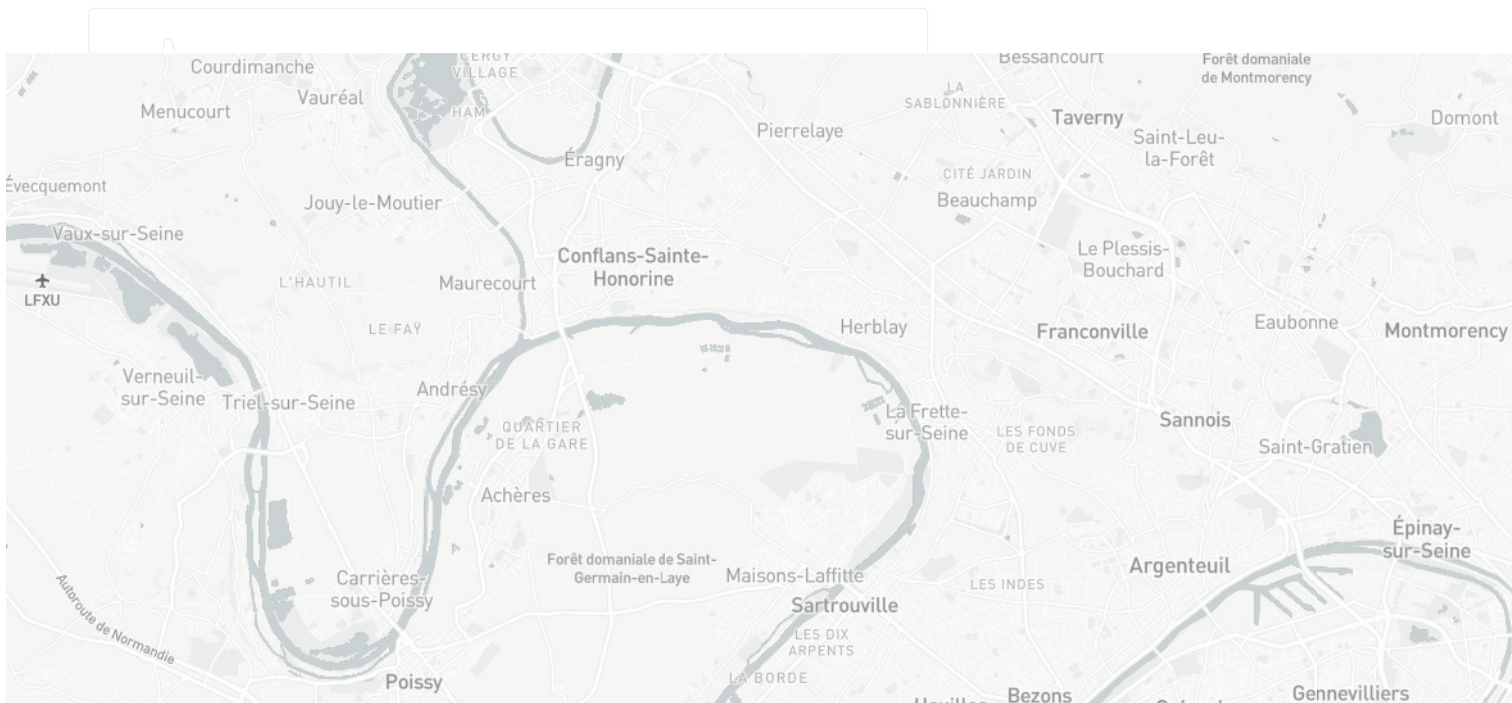 CERGY
VILLAGE
Bessancourt
Forêt domaniale
de Montmorency
Courdimanche
Vauréal
LA
SABLONNIÈRE
Menucourt
HAM
Pierrelaye
Taverny
Domont
Saint-Leu-
la-Forêt
Éragny
CITÉ JARDIN
Évecquemont
Jouy-le-Moutier
Beauchamp
Vaux-sur-Seine
Conflans-Sainte-
Honorine
Le Plessis-
Bouchard
L'HAUTIL
Maurecourt
LFXU
LE FAŸ
Herblay
Franconville
Eaubonne
Montmorency
Verneuil-
sur-Seine
Triel-sur-Seine
Andrésy
La Frette-
sur-Seine
Sannois
QUARTIER
DE LA GARE
LES FONDS
DE CUVE
Saint-Gratien
Achères
Épinay-
sur-Seine
Forêt domaniale de Saint-
Germain-en-Laye
Maisons-Laffitte
Argenteuil
Carrières-
sous-Poissy
LES INDES
Sartrouville
Autoroute de Normandie
LES DIX
ARPENTS
Poissy
LA BORDE
Bezons
Gennevilliers